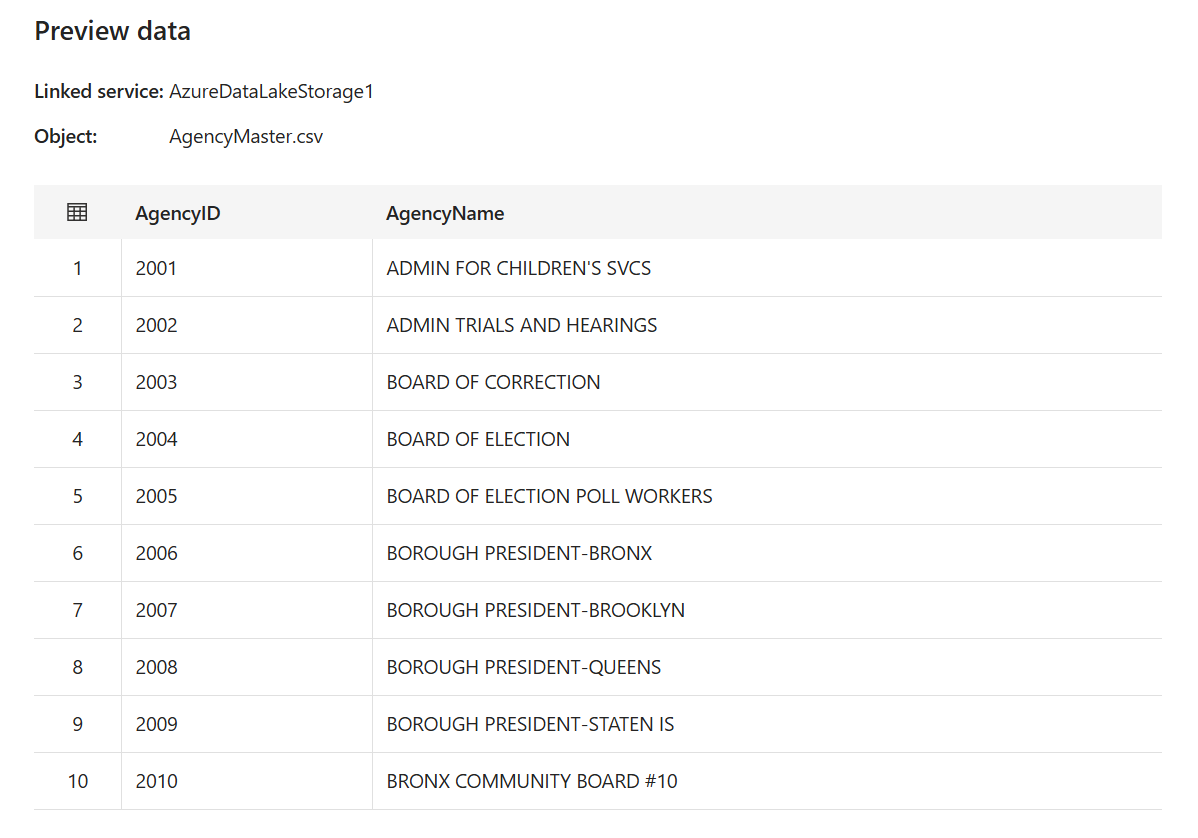 Preview data
Linked service: AzureDataLakeStorage1
Object: AgencyMaster.csv
AgencyID AgencyName
1 2001 ADMIN FOR CHILDREN'S SVCS
2 2002 ADMIN TRIALS AND HEARINGS
3 2003 BOARD OF CORRECTION
4 2004 BOARD OF ELECTION
5 2005 BOARD OF ELECTION POLL WORKERS
6 2006 BOROUGH PRESIDENT-BRONX
7 2007 BOROUGH PRESIDENT-BROOKLYN
8 2008 BOROUGH PRESIDENT-QUEENS
9 2009 BOROUGH PRESIDENT-STATEN IS
10 2010 BRONX COMMUNITY BOARD #10